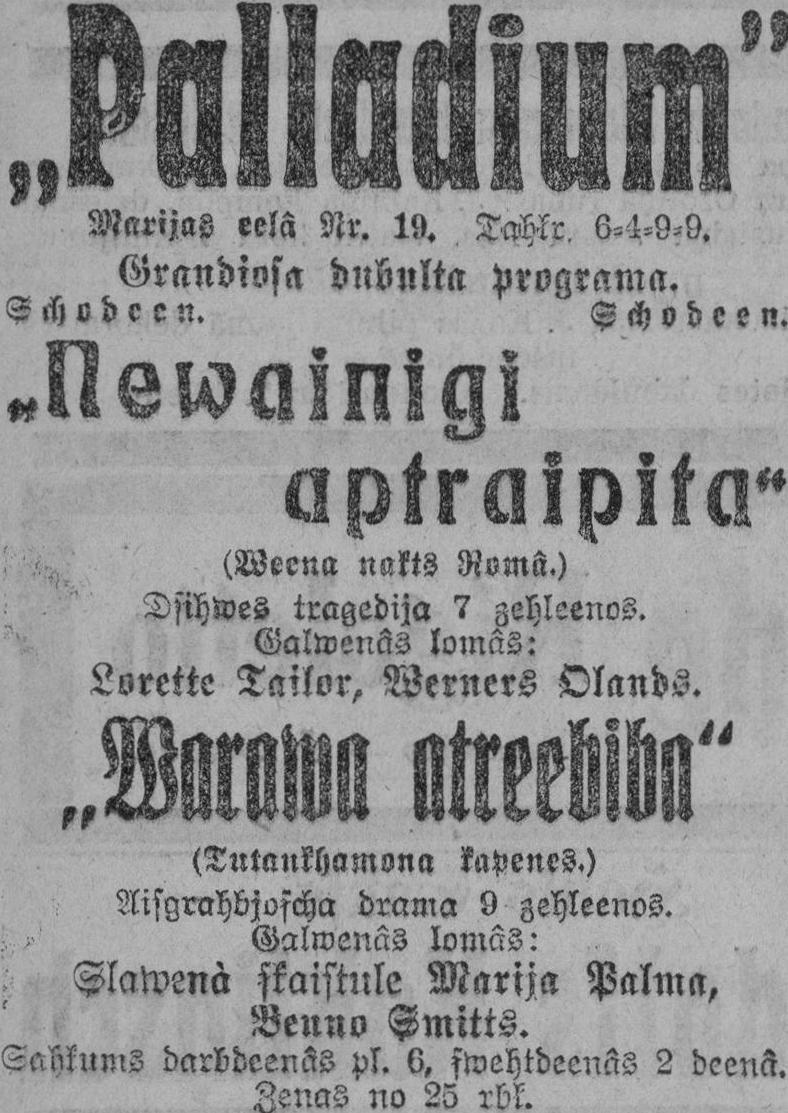 „Palladium”
Marijas eelâ Nr. 19. Tahlr. 6-4-9-9.
Grandiosa dubulta programa.
Schodeen. Schodeen.
„Newainigi
aptraipita“
(Weena nakts Româ.)
Dsihwes tragedija 7 zehleenos.
Galwenâs lomâs:
Lorette Tailor, Werners Olands.
„Warawa atreebiba“
(Tutankhamona kapenes.)
Aisgrahbjoscha drama 9 zehleenos.
Galwenâs lomâs:
Slawenà skaistule Marija Palma,
Benno Smitts.
Sahkums darbdeenâs pl. 6, swehtdeenâs 2 deenâ.
Zenas no 25 rbk.